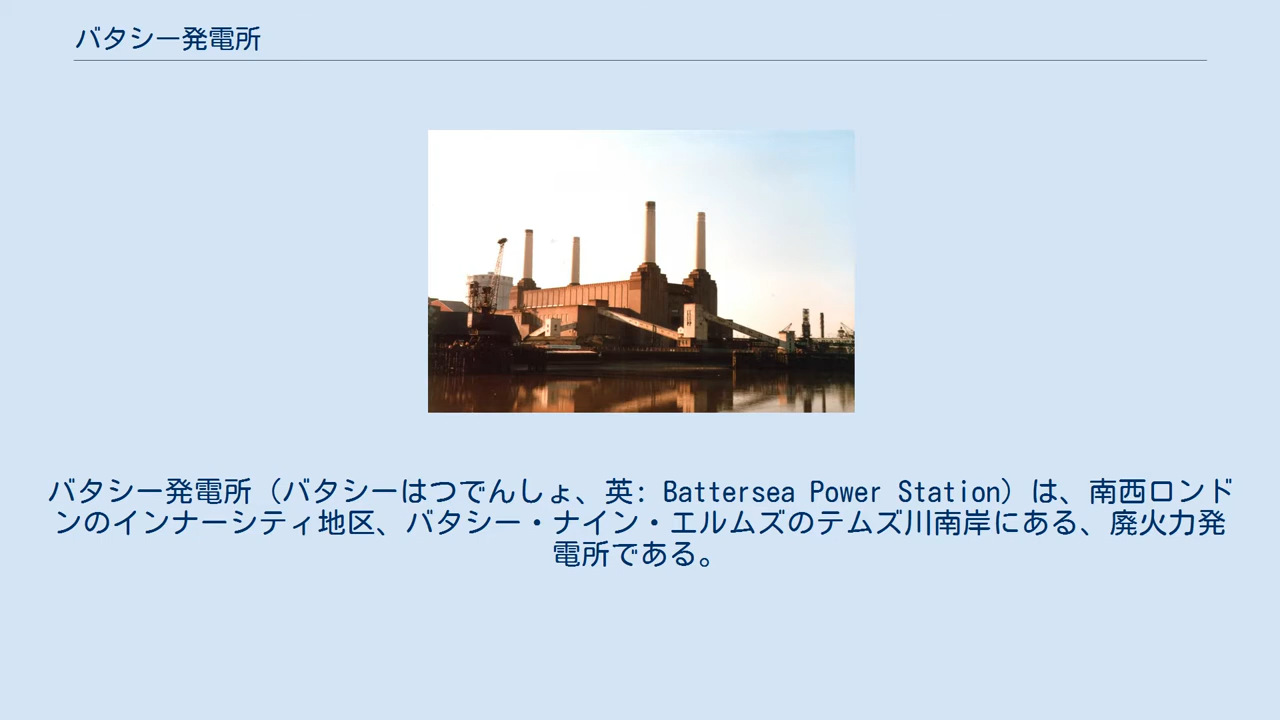 バタシー発電所
バタシー発電所（バタシーはつでんしょ、英: Battersea Power Station）は、南西ロンド
ンのインナーシティ地区、バタシー・ナイン・エルムズのテムズ川南岸にある、廃火力発
電所である。